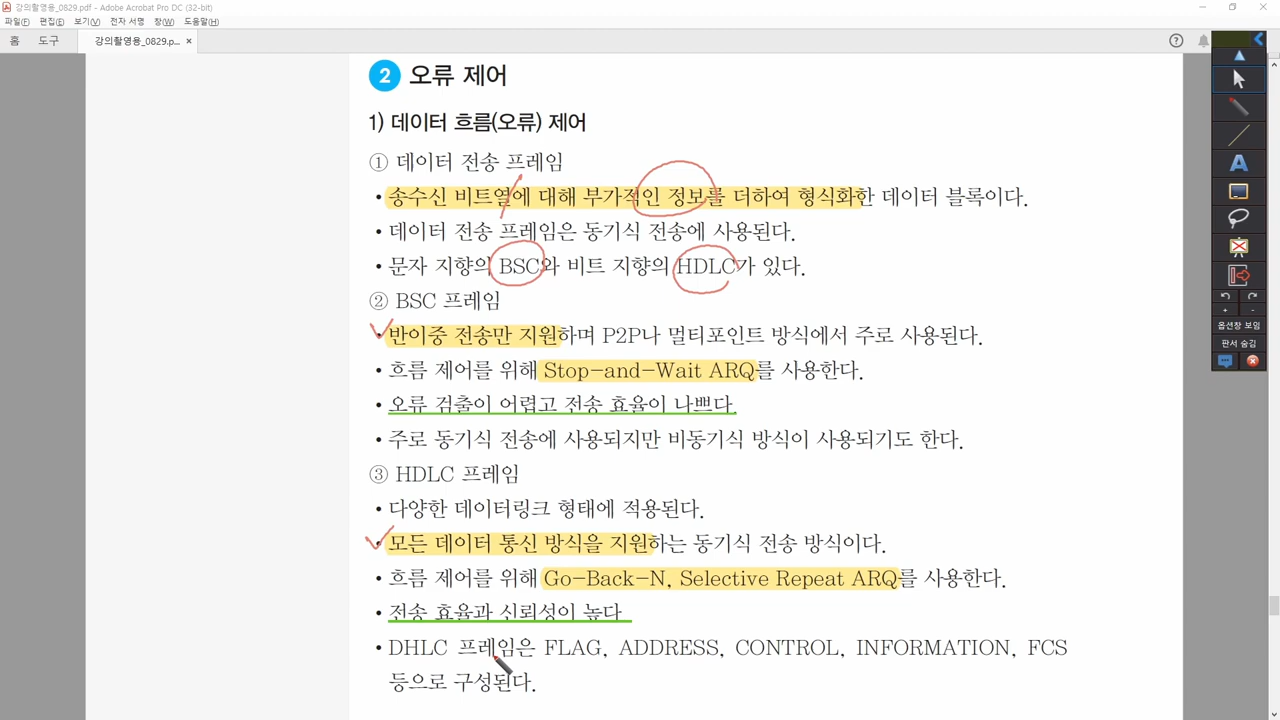 강의촬영용_0829.pdf - Adobe Acrobat Pro DC (32-bit)
파일(F) 편집(E) 보기(V) 전자 서명 창(W) 도움말(H)
홈 도구 강의촬영용_0829.p... ×
2 오류 제어
1) 데이터 흐름(오류) 제어
① 데이터 전송 프레임
• 송수신 비트열에 대해 부가적인 정보를 더하여 형식화한 데이터 블록이다.
• 데이터 전송 프레임은 동기식 전송에 사용된다.
• 문자 지향의 BSC와 비트 지향의 HDLC가 있다.
② BSC 프레임
• 반이중 전송만 지원하며 P2P나 멀티포인트 방식에서 주로 사용된다.
• 흐름 제어를 위해 Stop-and-Wait ARQ를 사용한다.
• 오류 검출이 어렵고 전송 효율이 나쁘다.
• 주로 동기식 전송에 사용되지만 비동기식 방식이 사용되기도 한다.
③ HDLC 프레임
• 다양한 데이터링크 형태에 적용된다.
• 모든 데이터 통신 방식을 지원하는 동기식 전송 방식이다.
• 흐름 제어를 위해 Go-Back-N, Selective Repeat ARQ를 사용한다.
• 전송 효율과 신뢰성이 높다
• DHLC 프레임은 FLAG, ADDRESS, CONTROL, INFORMATION, FCS
등으로 구성된다.
A
+ -
옵션창 보임
판서 숨김